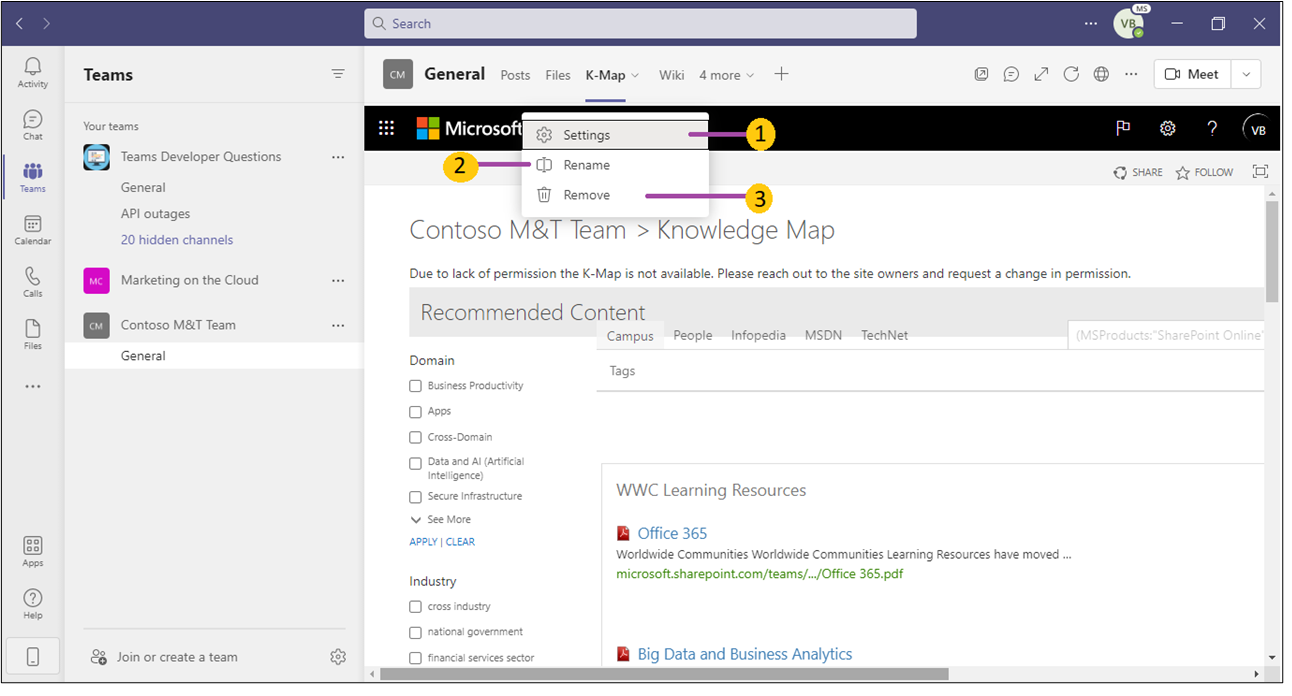 Search
MS
VB
Activity
Chat
Teams
Calendar
Calls
Files
Apps
Help
Teams
Your teams
Teams Developer Questions
General
API outages
20 hidden channels
MC Marketing on the Cloud
CM Contoso M&T Team
General
Join or create a team
CM General Posts Files K-Map Wiki 4 more
Meet
Microsoft
VB
Settings 1
2 Rename
Remove 3
SHARE FOLLOW
Contoso M&T Team > Knowledge Map
Due to lack of permission the K-Map is not available. Please reach out to the site owners and request a change in permission.
Recommended Content
Campus People Infopedia MSDN TechNet (MSProducts:"SharePoint Online"
Tags
Domain
Business Productivity
Apps
Cross-Domain
Data and AI (Artificial
Intelligence)
Secure Infrastructure
See More
APPLY | CLEAR
Industry
cross industry
national government
financial services sector
WWC Learning Resources
Office 365
Worldwide Communities Worldwide Communities Learning Resources have moved ...
microsoft.sharepoint.com/teams/.../Office 365.pdf
Big Data and Business Analytics